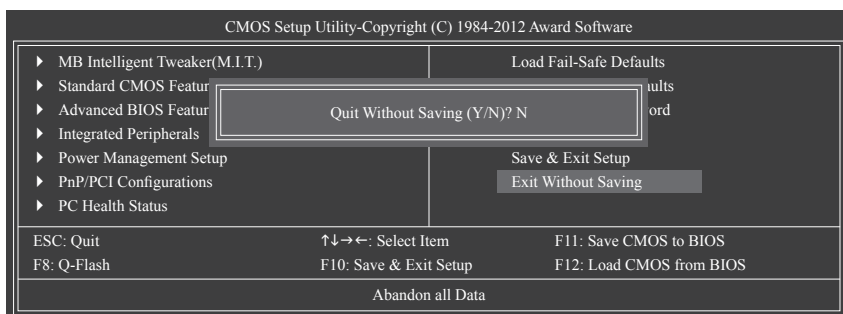 CMOS Setup Utility-Copyright (C) 1984-2012 Award Software
MB Intelligent Tweaker(M.I.T.)
Standard CMOS Featur
Advanced BIOS Featur
Integrated Peripherals
Power Management Setup
PnP/PCI Configurations
PC Health Status
Load Fail-Safe Defaults
ults
ord
Save & Exit Setup
Exit Without Saving
Quit Without Saving (Y/N)? N
ESC: Quit ↑↓→←: Select Item F11: Save CMOS to BIOS
F8: Q-Flash F10: Save & Exit Setup F12: Load CMOS from BIOS
Abandon all Data